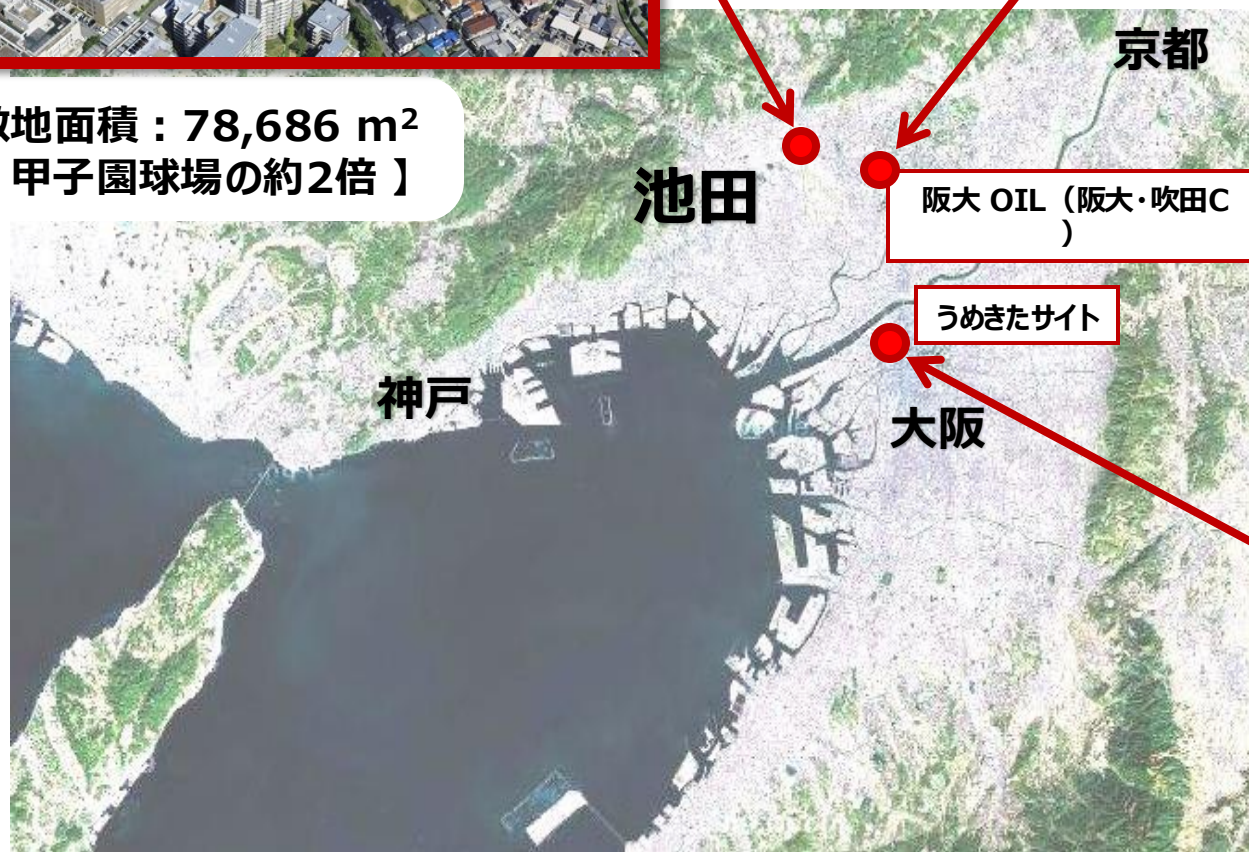 京都
敷地面積：78,686 m²
甲子園球場の約2倍 】
池田
阪大 OIL（阪大・吹田C
）
うめきたサイト
神戸
大阪